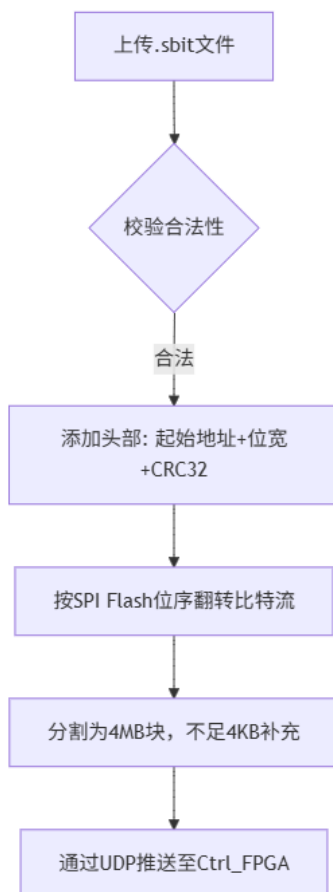 上传.sbit文件
校验合法性
合法
添加头部: 起始地址+位宽
+CRC32
按SPI Flash位序翻转比特流
分割为4MB块，不足4KB补充
通过UDP推送至Ctrl_FPGA